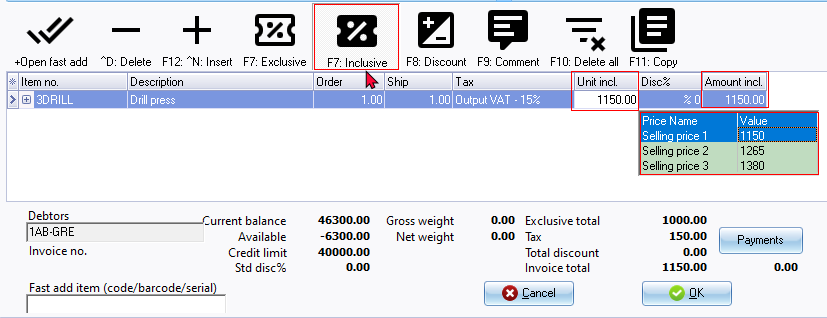 +Open fast add ^D: Delete F12: ^N: Insert F7: Exclusive F7: Inclusive F8: Discount F9: Comment F10: Delete all F11: Copy
Item no. Description Order Ship Tax Unit incl. Disc% Amount incl.
3DRILL Drill press 1.00 1.00 Output VAT - 15% 1150.00 % 0 1150.00
Price Name Value
Selling price 1 1150
Selling price 2 1265
Selling price 3 1380
Debtors
1AB-GRE
Invoice no.
Current balance 46300.00 Gross weight 0.00 Exclusive total 1000.00
Available -6300.00 Net weight 0.00 Tax 150.00 Payments
Credit limit 40000.00 Total discount 0.00
Std disc% 0.00 Invoice total 1150.00 0.00
Fast add item (code/barcode/serial)
Cancel OK